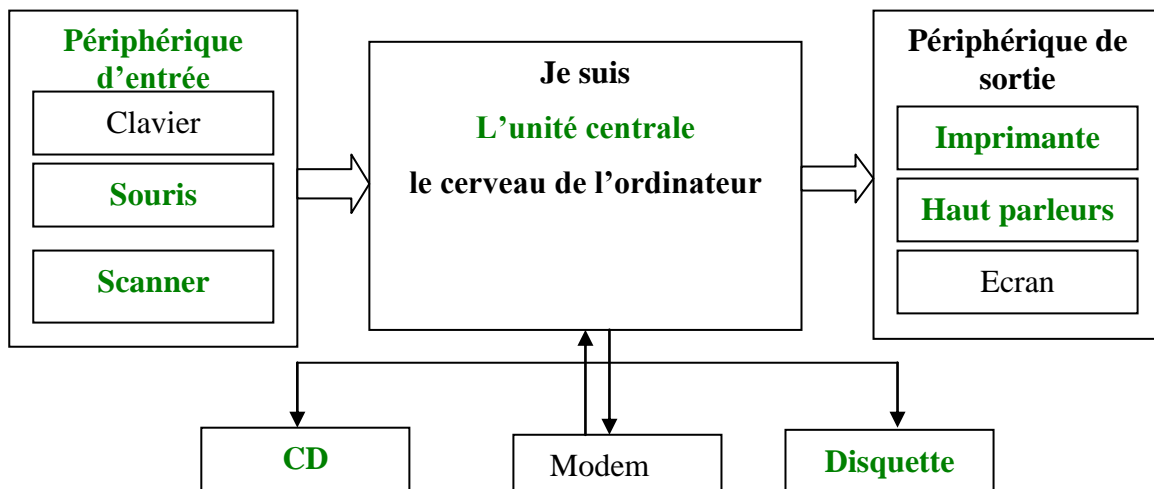 Périphérique
d’entrée
Clavier
Souris
Scanner
Je suis
L’unité centrale
le cerveau de l’ordinateur
Périphérique de
sortie
Imprimante
Haut parleurs
Ecran
CD
Modem
Disquette